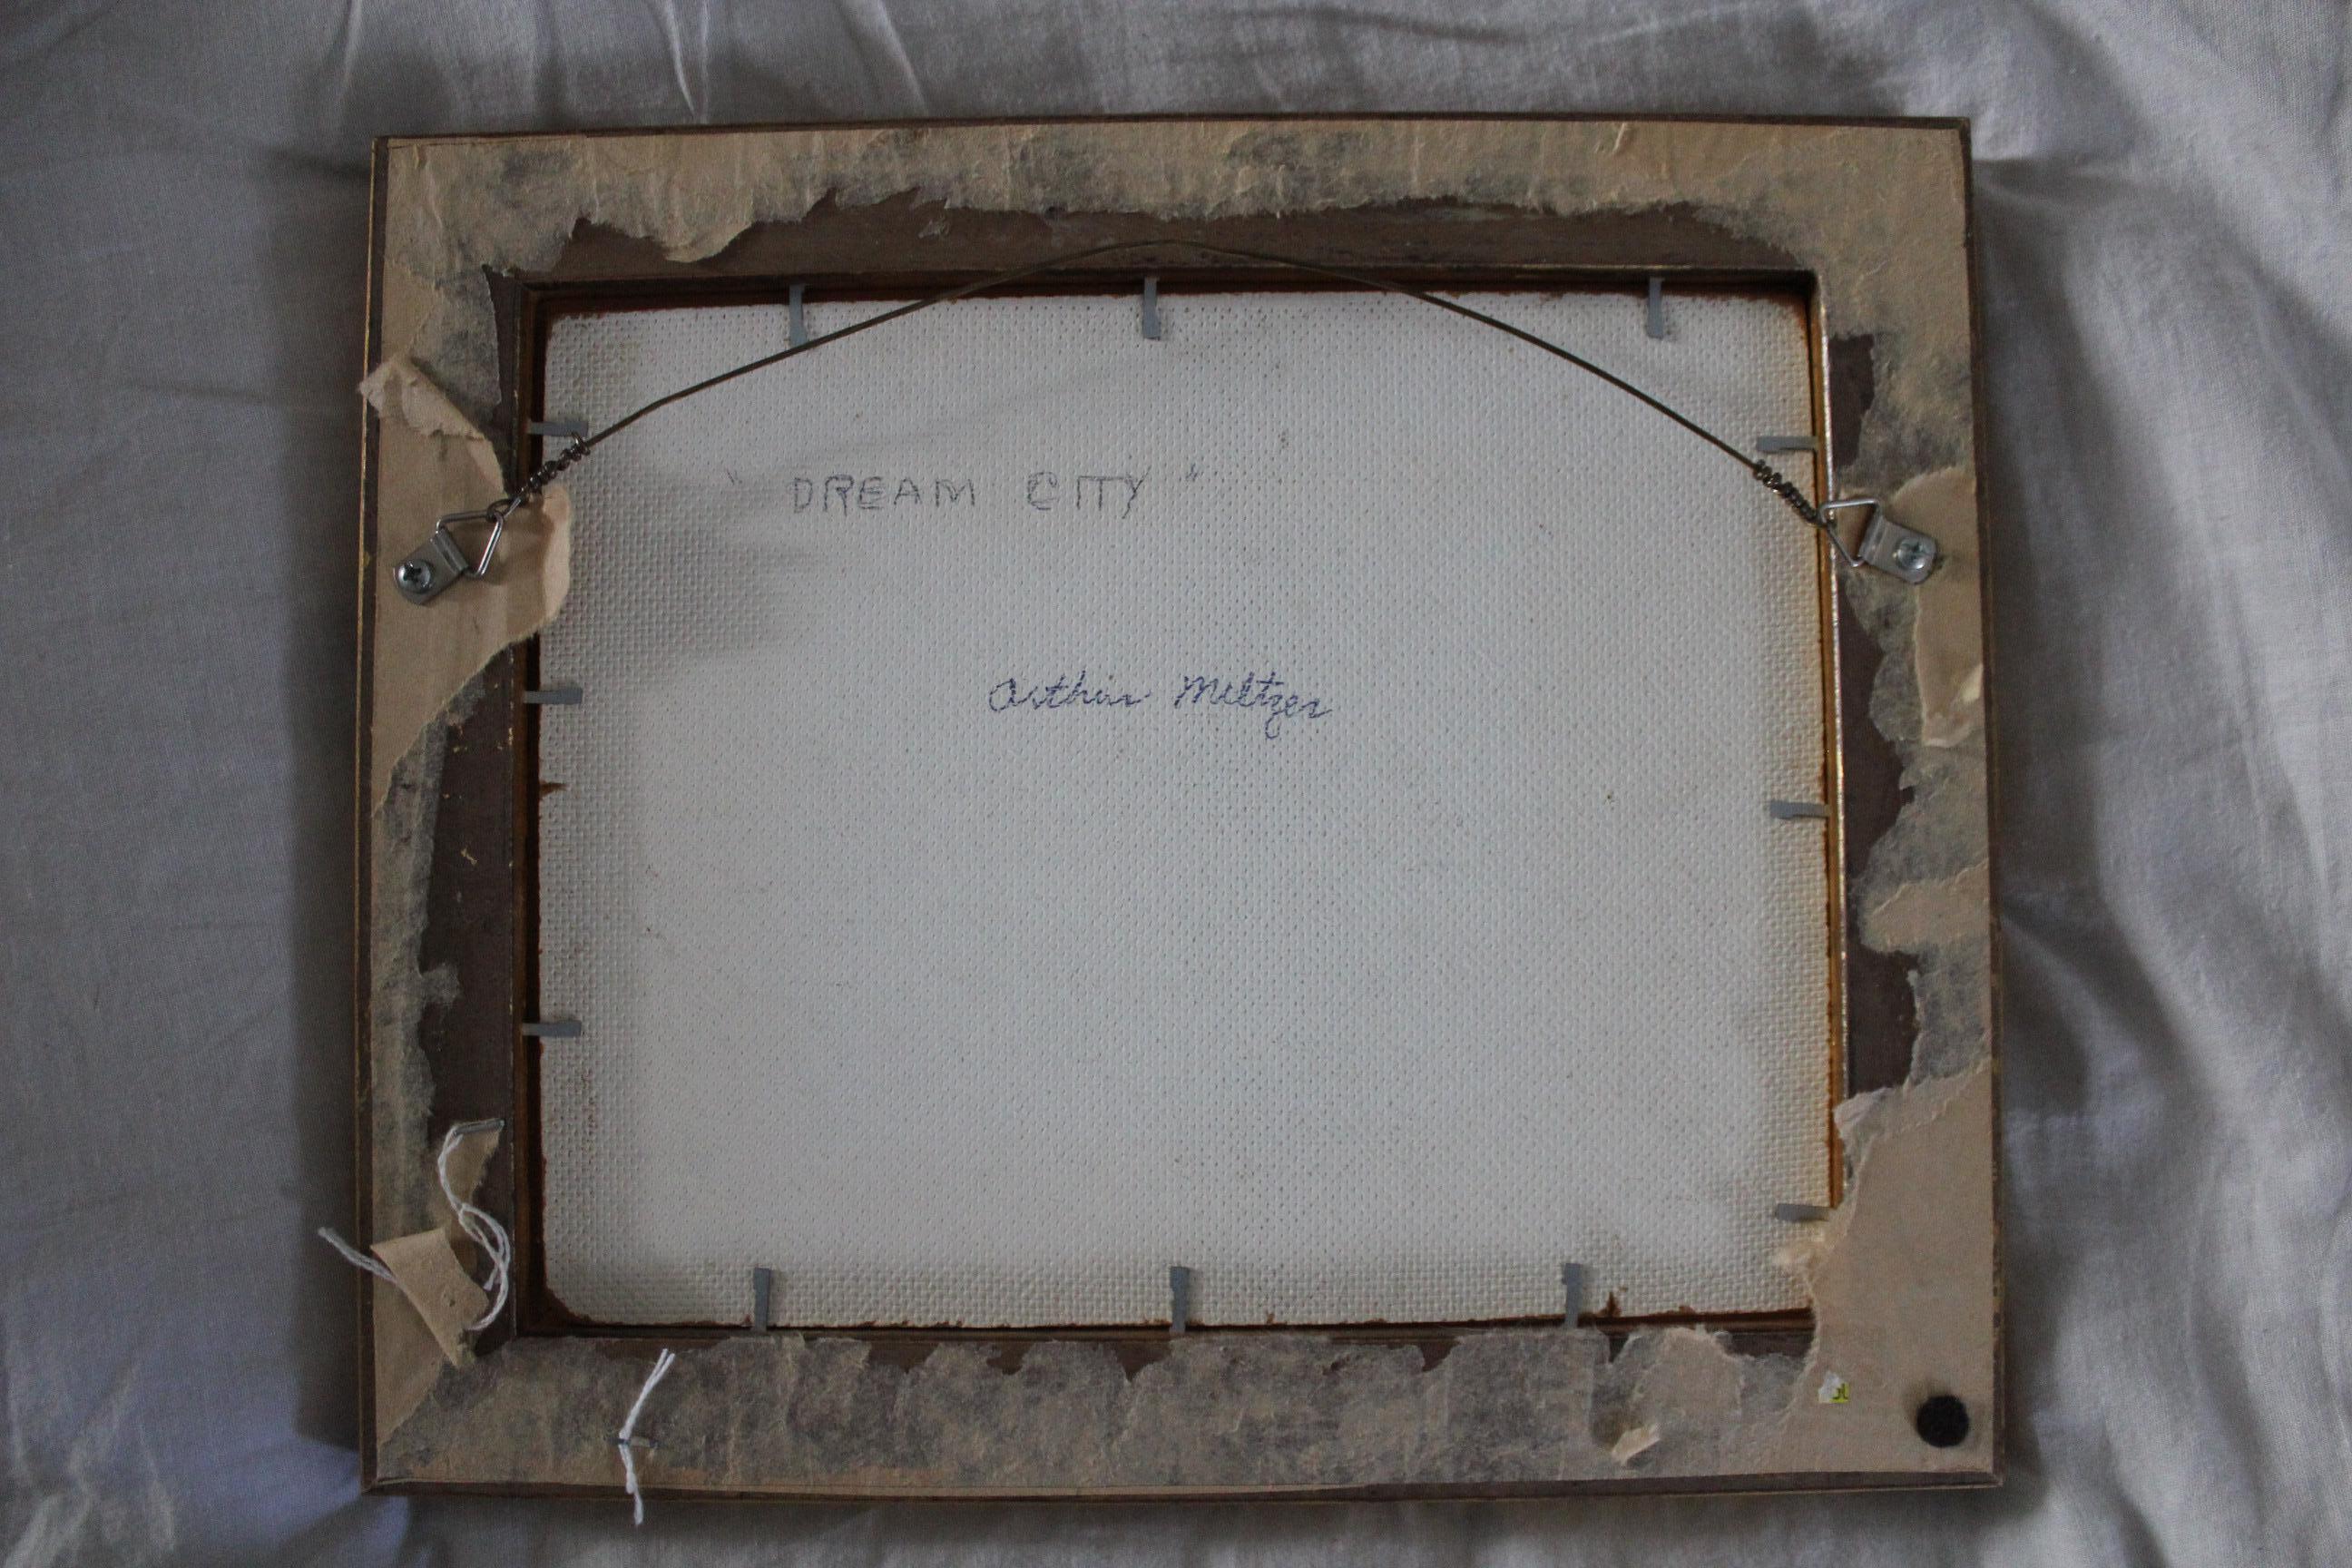 " DREAM CITY "
Arthur Meltzer